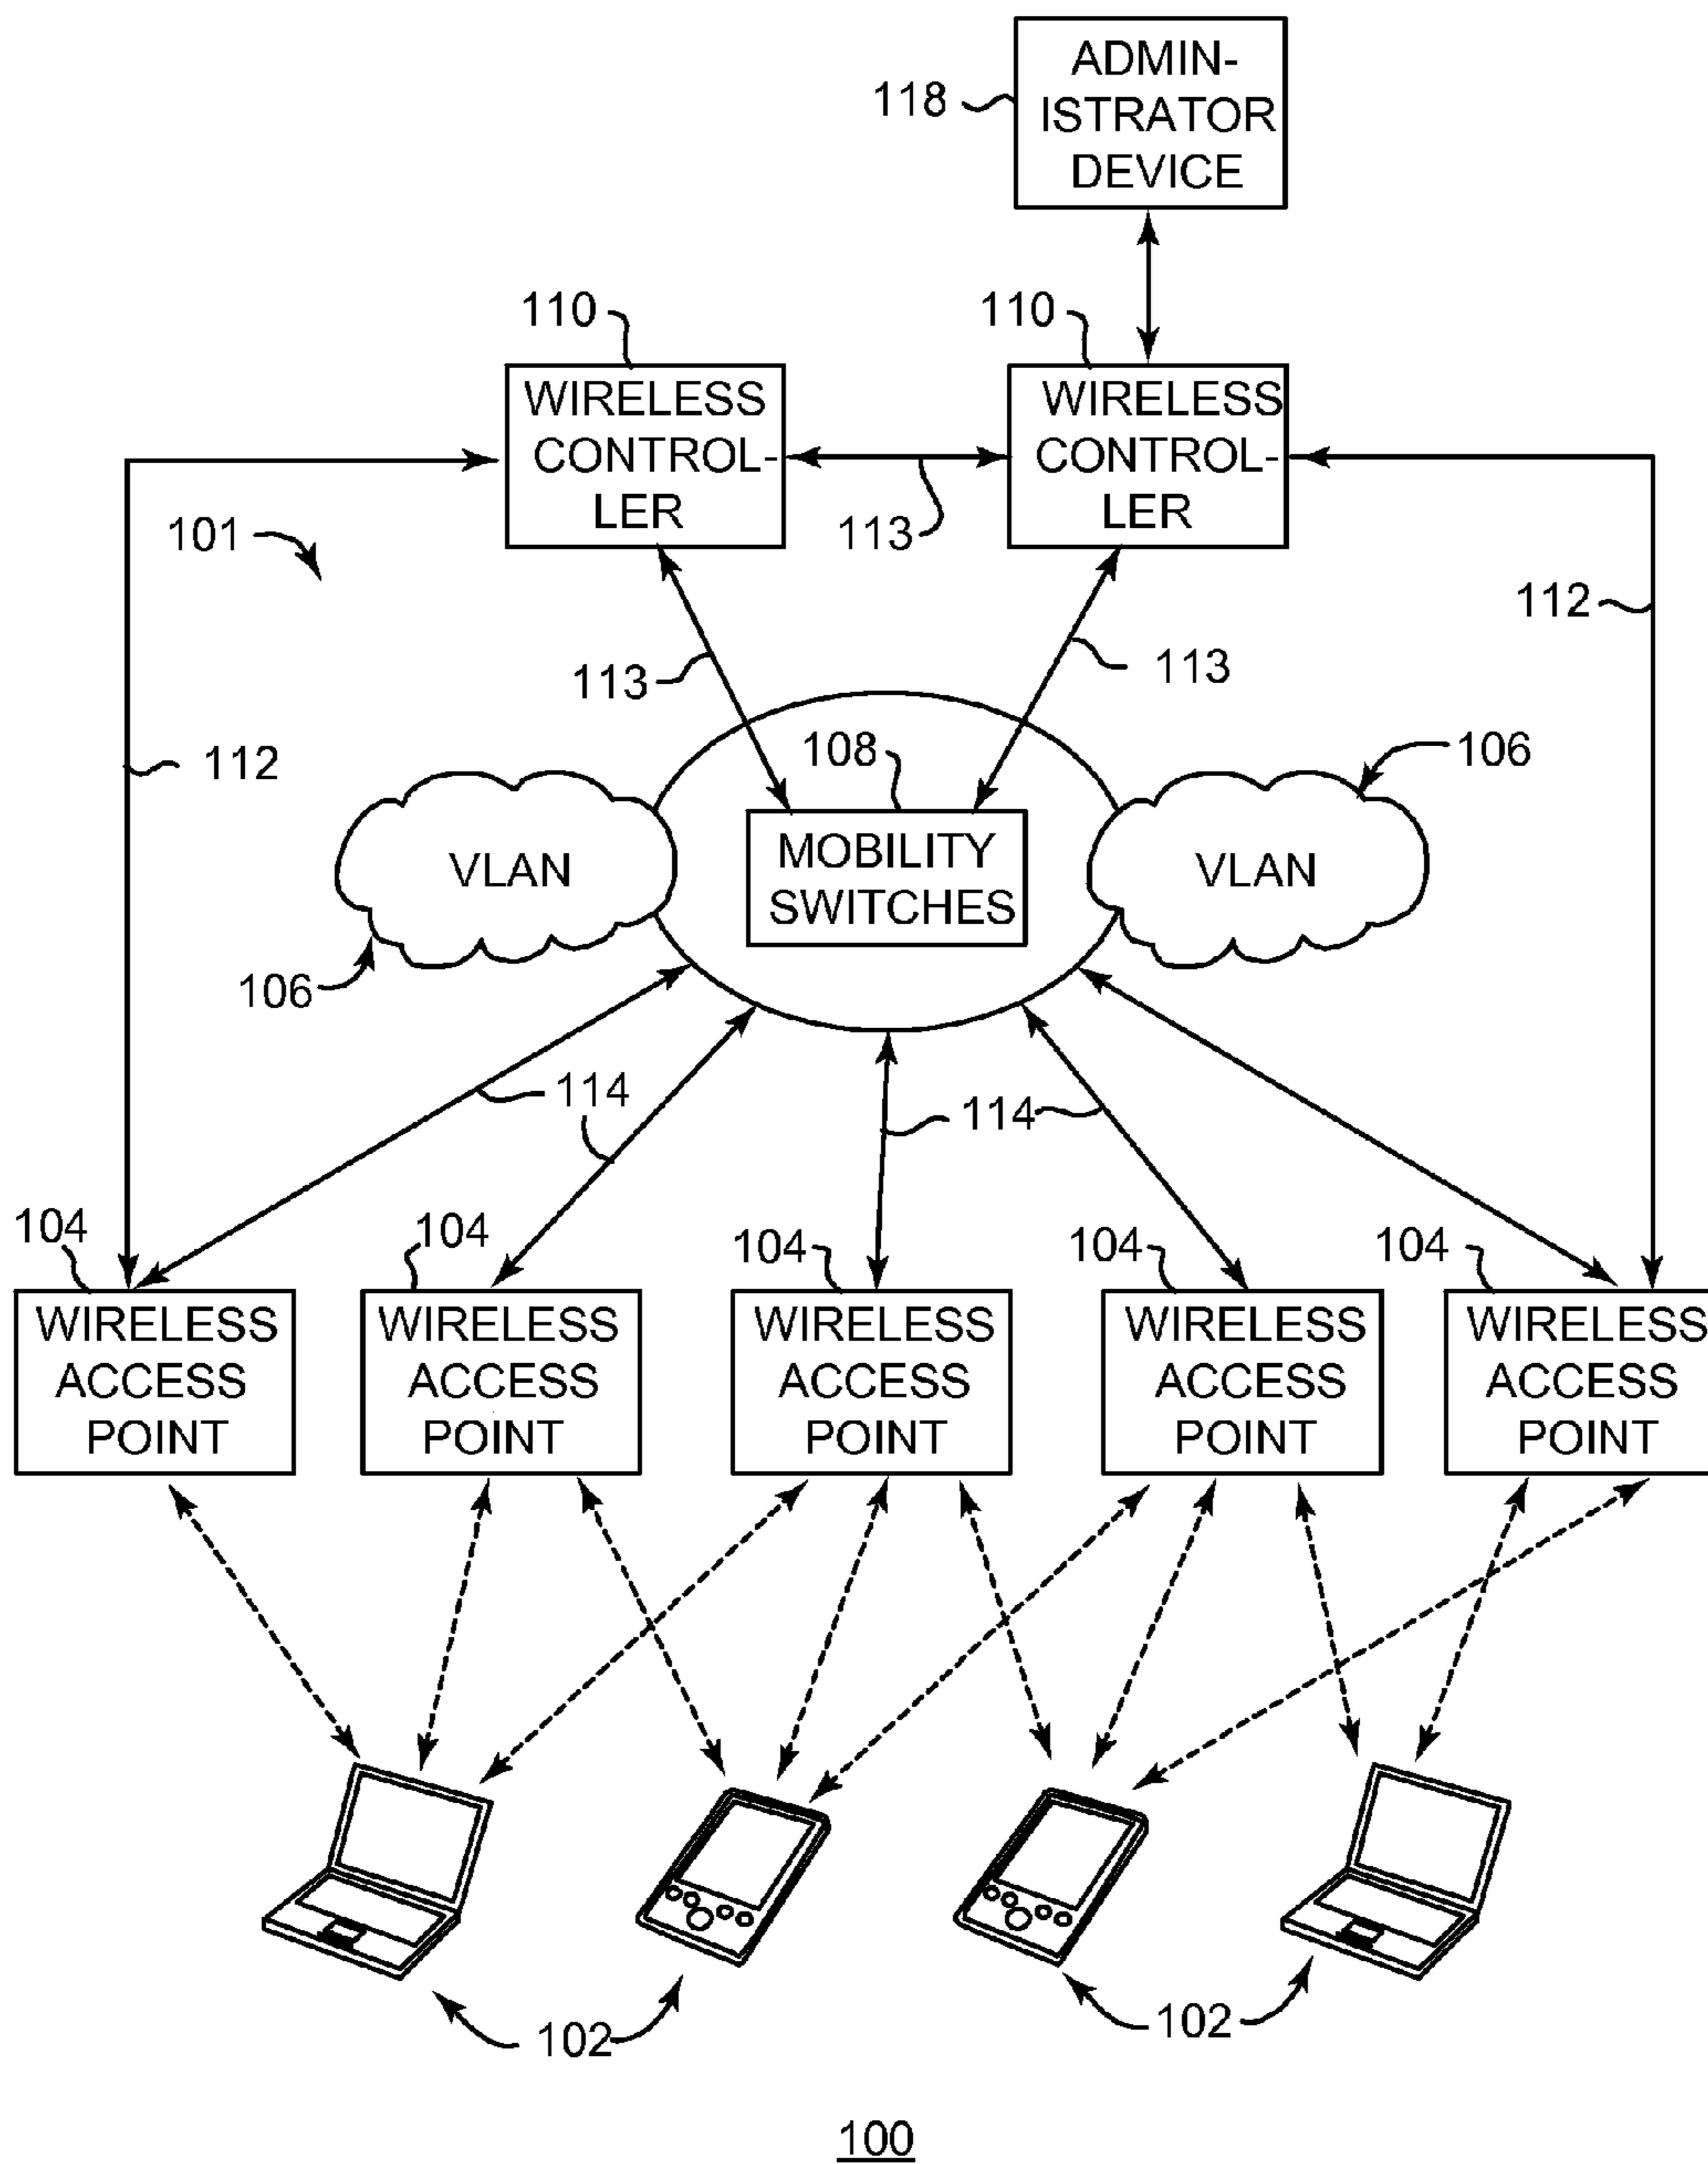 ADMIN-
ISTRATOR
DEVICE
118
110
110
WIRELESS
CONTROL-
LER
WIRELESS
CONTROL-
LER
113
101
112
113
113
112
108
106
VLAN
MOBILITY
SWITCHES
VLAN
106
114
114
104
104
104
104
104
WIRELESS
ACCESS
POINT
WIRELESS
ACCESS
POINT
WIRELESS
ACCESS
POINT
WIRELESS
ACCESS
POINT
WIRELESS
ACCESS
POINT
102
102
100